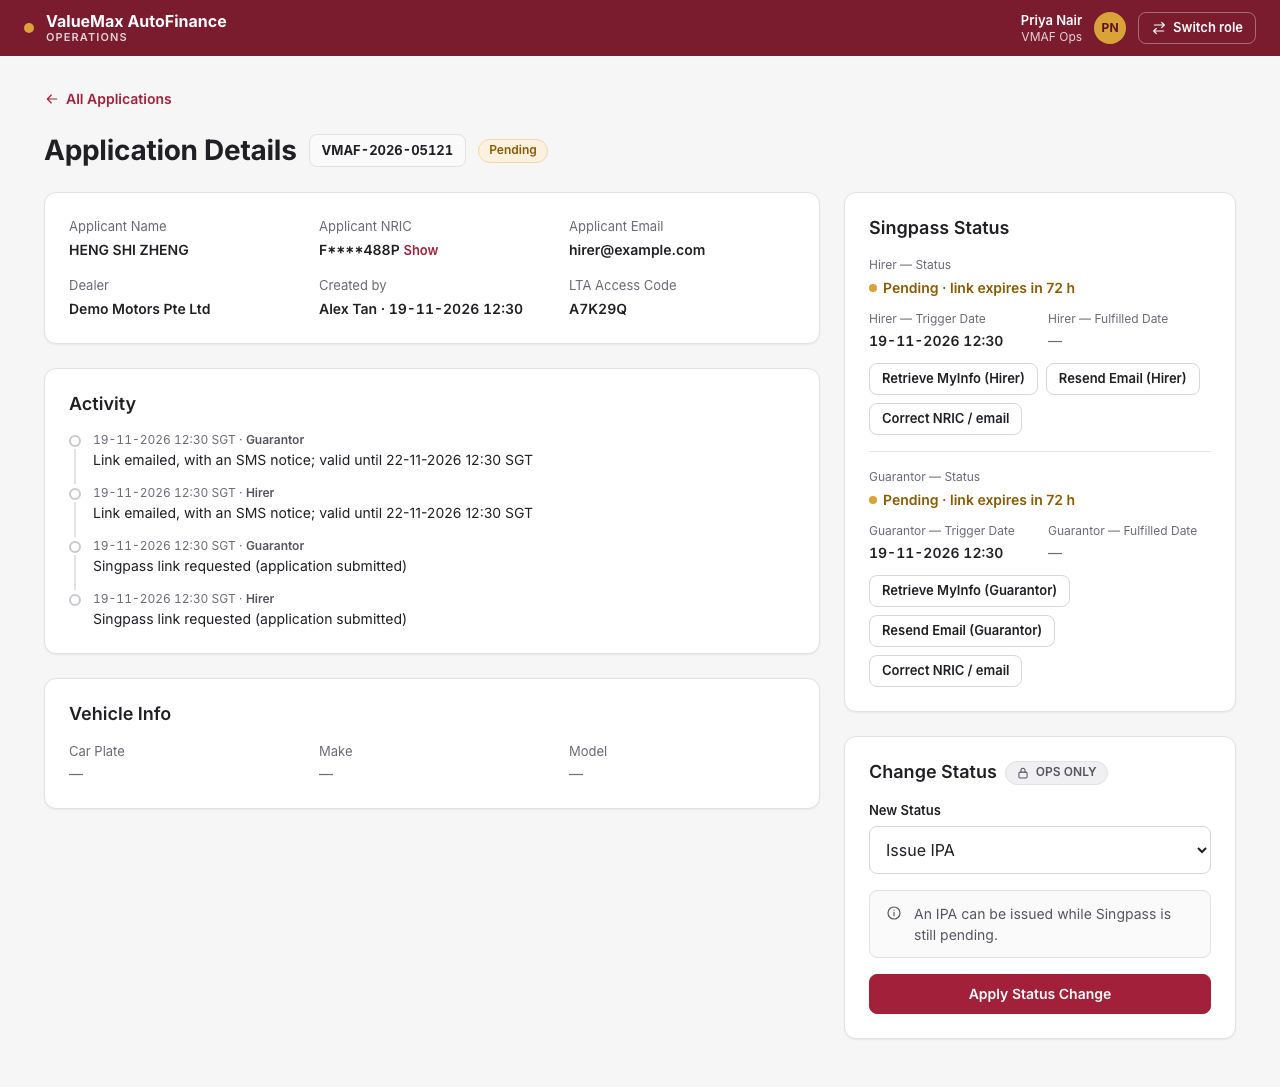 ValueMax AutoFinance
OPERATIONS
Priya Nair
VMAF Ops
PN
Switch role
All Applications
Application Details
VMAF-2026-05121
Pending
Applicant Name
HENG SHI ZHENG
Applicant NRIC
F****488P Show
Applicant Email
hirer@example.com
Dealer
Demo Motors Pte Ltd
Created by
Alex Tan · 19-11-2026 12:30
LTA Access Code
A7K29Q
Activity
19-11-2026 12:30 SGT · Guarantor
Link emailed, with an SMS notice; valid until 22-11-2026 12:30 SGT
19-11-2026 12:30 SGT · Hirer
Link emailed, with an SMS notice; valid until 22-11-2026 12:30 SGT
19-11-2026 12:30 SGT · Guarantor
Singpass link requested (application submitted)
19-11-2026 12:30 SGT · Hirer
Singpass link requested (application submitted)
Vehicle Info
Car Plate
—
Make
—
Model
—
Singpass Status
Hirer — Status
Pending · link expires in 72 h
Hirer — Trigger Date
19-11-2026 12:30
Hirer — Fulfilled Date
—
Retrieve MyInfo (Hirer)
Resend Email (Hirer)
Correct NRIC / email
Guarantor — Status
Pending · link expires in 72 h
Guarantor — Trigger Date
19-11-2026 12:30
Guarantor — Fulfilled Date
—
Retrieve MyInfo (Guarantor)
Resend Email (Guarantor)
Correct NRIC / email
Change Status
OPS ONLY
New Status
Issue IPA
An IPA can be issued while Singpass is
still pending.
Apply Status Change